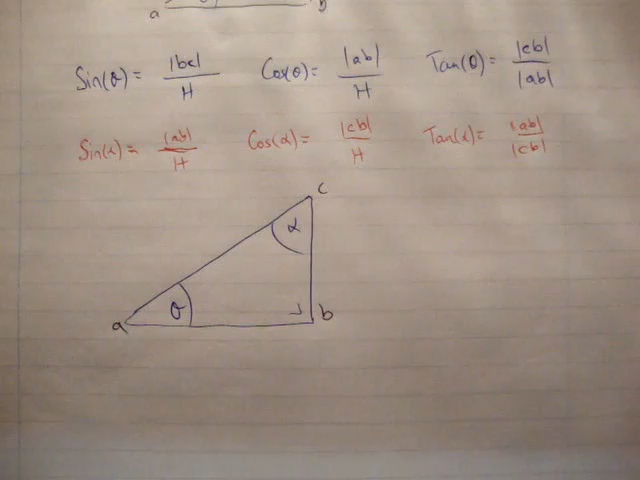 a b
Sin(θ) = |bc|/H Cos(θ) = |ab|/H Tan(θ) = |cb|/|ab|
Sin(α) = |ab|/H Cos(α) = |cb|/H Tan(α) = |ab|/|cb|
c
α
θ
a b